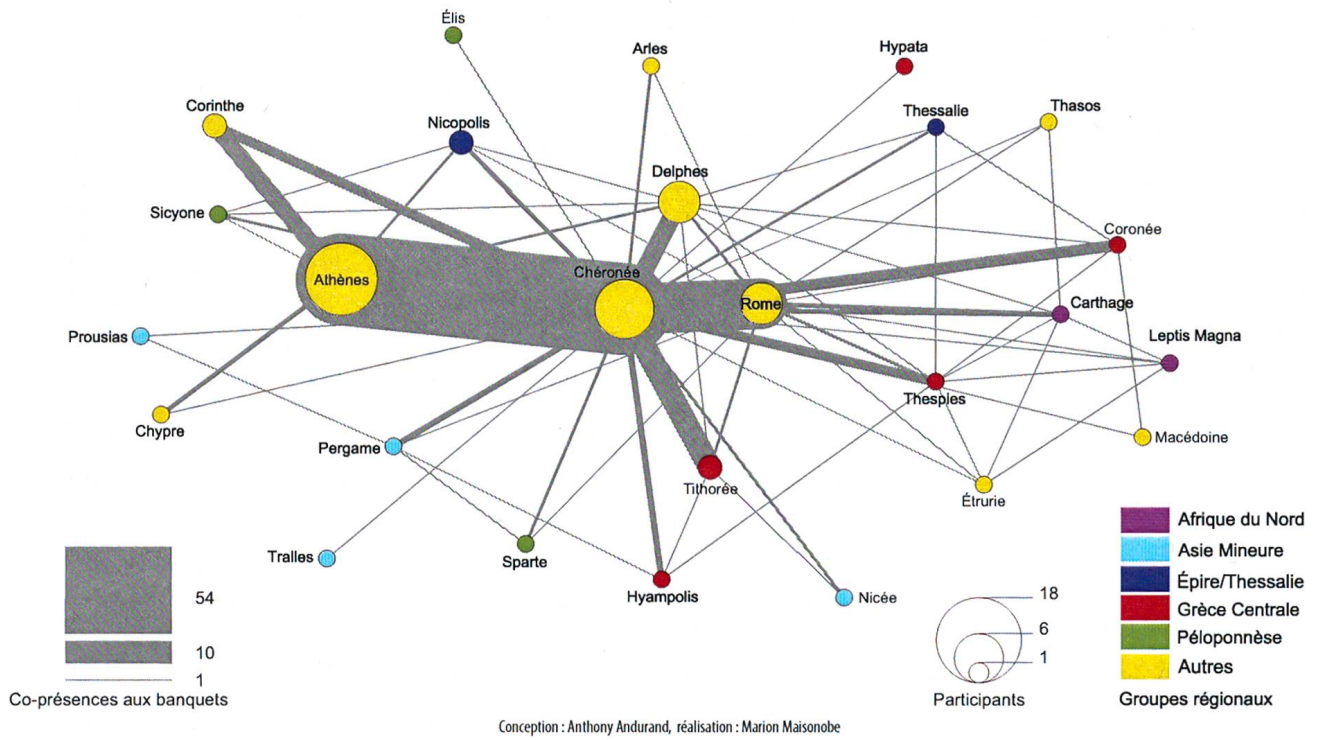 Élis
Arles
Hypata
Corinthe
Nicopolis
Thessalie
Thasos
Delphes
Sicyone
Coronée
Athènes
Chéronée
Rome
Carthage
Prousias
Leptis Magna
Thespies
Chypre
Pergame
Macédoine
Tithorée
Étrurie
Tralles
Sparte
Hyampolis
Nicée
54
10
1
Co-présences aux banquets
18
6
1
Participants
Afrique du Nord
Asie Mineure
Épire/Thessalie
Grèce Centrale
Péloponnèse
Autres
Groupes régionaux
Conception : Anthony Andurand, réalisation : Marion Maisonobe